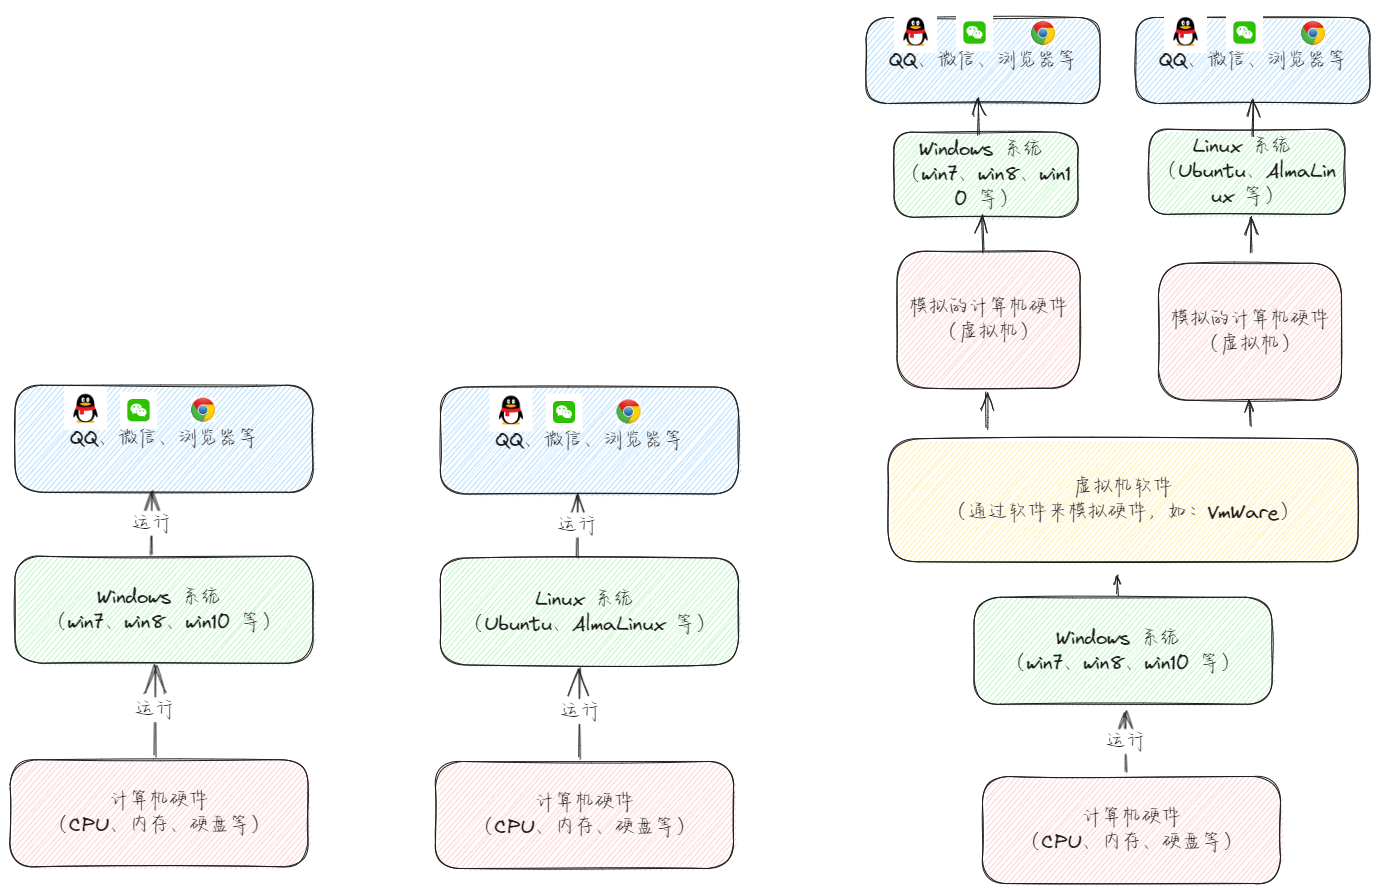 QQ、微信、浏览器等
运行
Windows 系统
(win7、win8、win10 等)
运行
计算机硬件
(CPU、内存、硬盘等)
QQ、微信、浏览器等
运行
Linux 系统
(Ubuntu、AlmaLinux 等)
运行
计算机硬件
(CPU、内存、硬盘等)
QQ、微信、浏览器等
Windows 系统
(win7、win8、win1
0 等)
模拟的计算机硬件
(虚拟机)
QQ、微信、浏览器等
Linux 系统
(Ubuntu、AlmaLin
ux 等)
模拟的计算机硬件
(虚拟机)
虚拟机软件
(通过软件来模拟硬件，如：VmWare)
Windows 系统
(win7、win8、win10 等)
运行
计算机硬件
(CPU、内存、硬盘等)